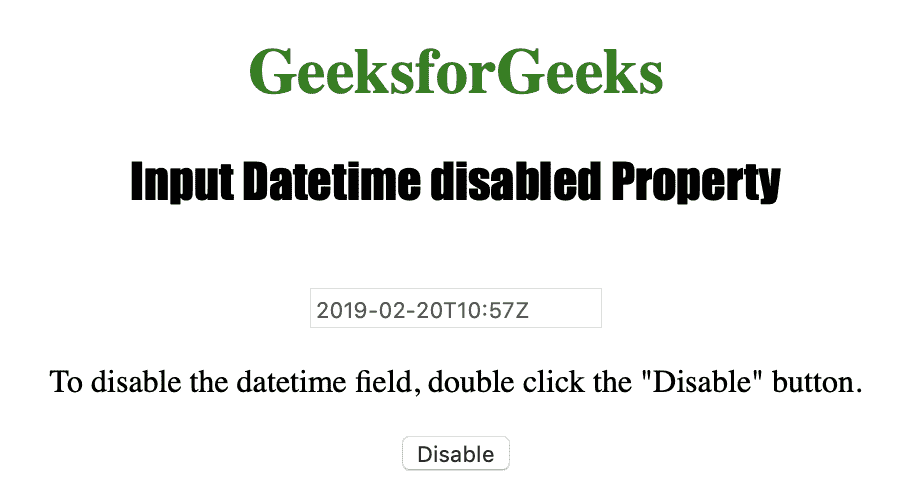 GeeksforGeeks
Input Datetime disabled Property
2019-02-20T10:57Z
To disable the datetime field, double click the "Disable" button.
Disable